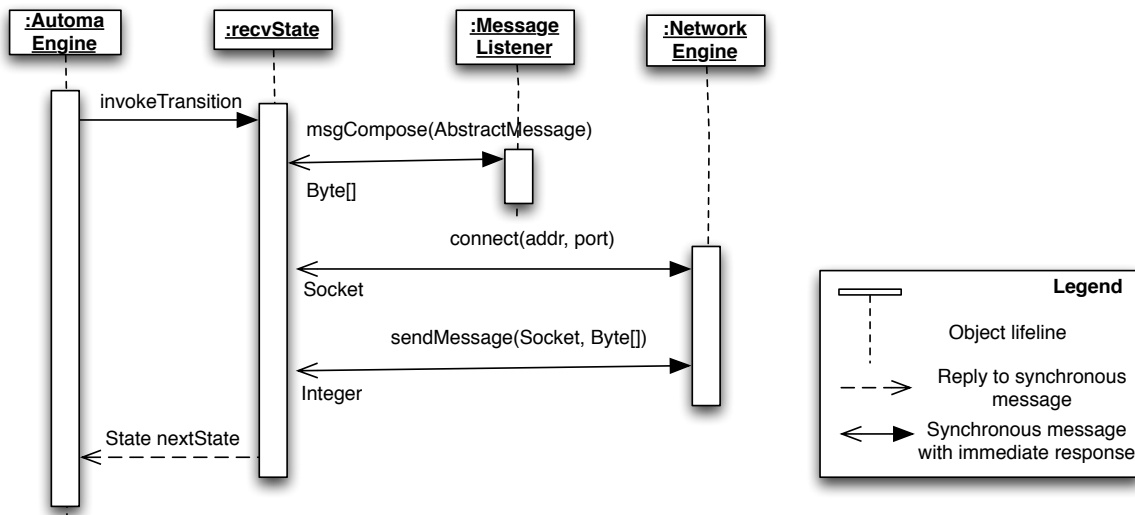 :Automa
Engine
:recvState
:Message
Listener
:Network
Engine
invokeTransition
msgCompose(AbstractMessage)
Byte[]
connect(addr, port)
Socket
sendMessage(Socket, Byte[])
Integer
State nextState
Legend
Object lifeline
Reply to synchronous
message
Synchronous message
with immediate response